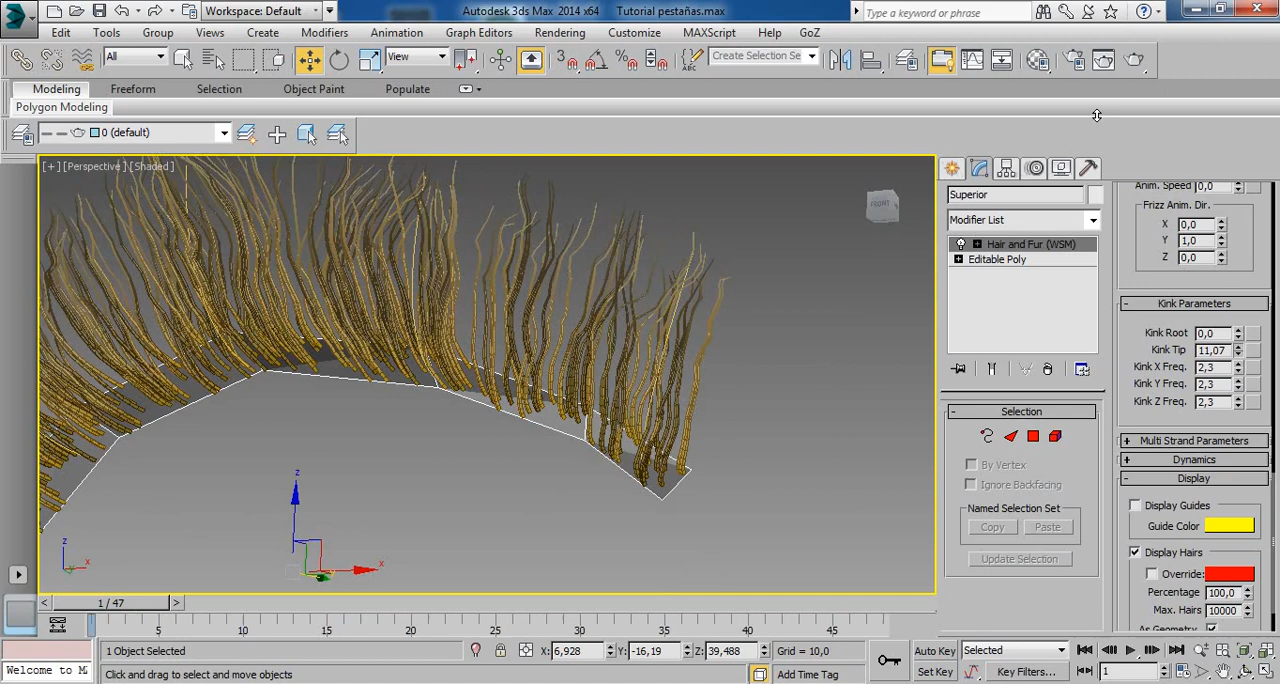 Workspace: Default
Autodesk 3ds Max 2014 x64 Tutorial pestañas.max
Type a keyword or phrase
Edit Tools Group Views Create Modifiers Animation Graph Editors Rendering Customize MAXScript Help GoZ
All View 3 Create Selection Se
Modeling Freeform Selection Object Paint Populate
Polygon Modeling
0 (default)
[+] [Perspective] [Shaded]
FRONT
Superior
Modifier List
Hair and Fur (WSM)
Editable Poly
Selection
By Vertex
Ignore Backfacing
Named Selection Set
Copy Paste
Update Selection
Anim. Speed 0,0
Frizz Anim. Dir.
X 0,0
Y 1,0
Z 0,0
Kink Parameters
Kink Root 0,0
Kink Tip 11,07
Kink X Freq. 2,3
Kink Y Freq. 2,3
Kink Z Freq. 2,3
Multi Strand Parameters
Dynamics
Display
Display Guides
Guide Color
Display Hairs
Override:
Percentage 100,0
Max. Hairs 10000
As Geometry
z
x
z
x
1 / 47
5 10 15 20 25 30 35 40 45
1 Object Selected
X: 6,928 Y: -16,19 Z: 39,488 Grid = 10,0
Auto Key Selected
Welcome to M
Click and drag to select and move objects
Add Time Tag
Set Key Key Filters... 1